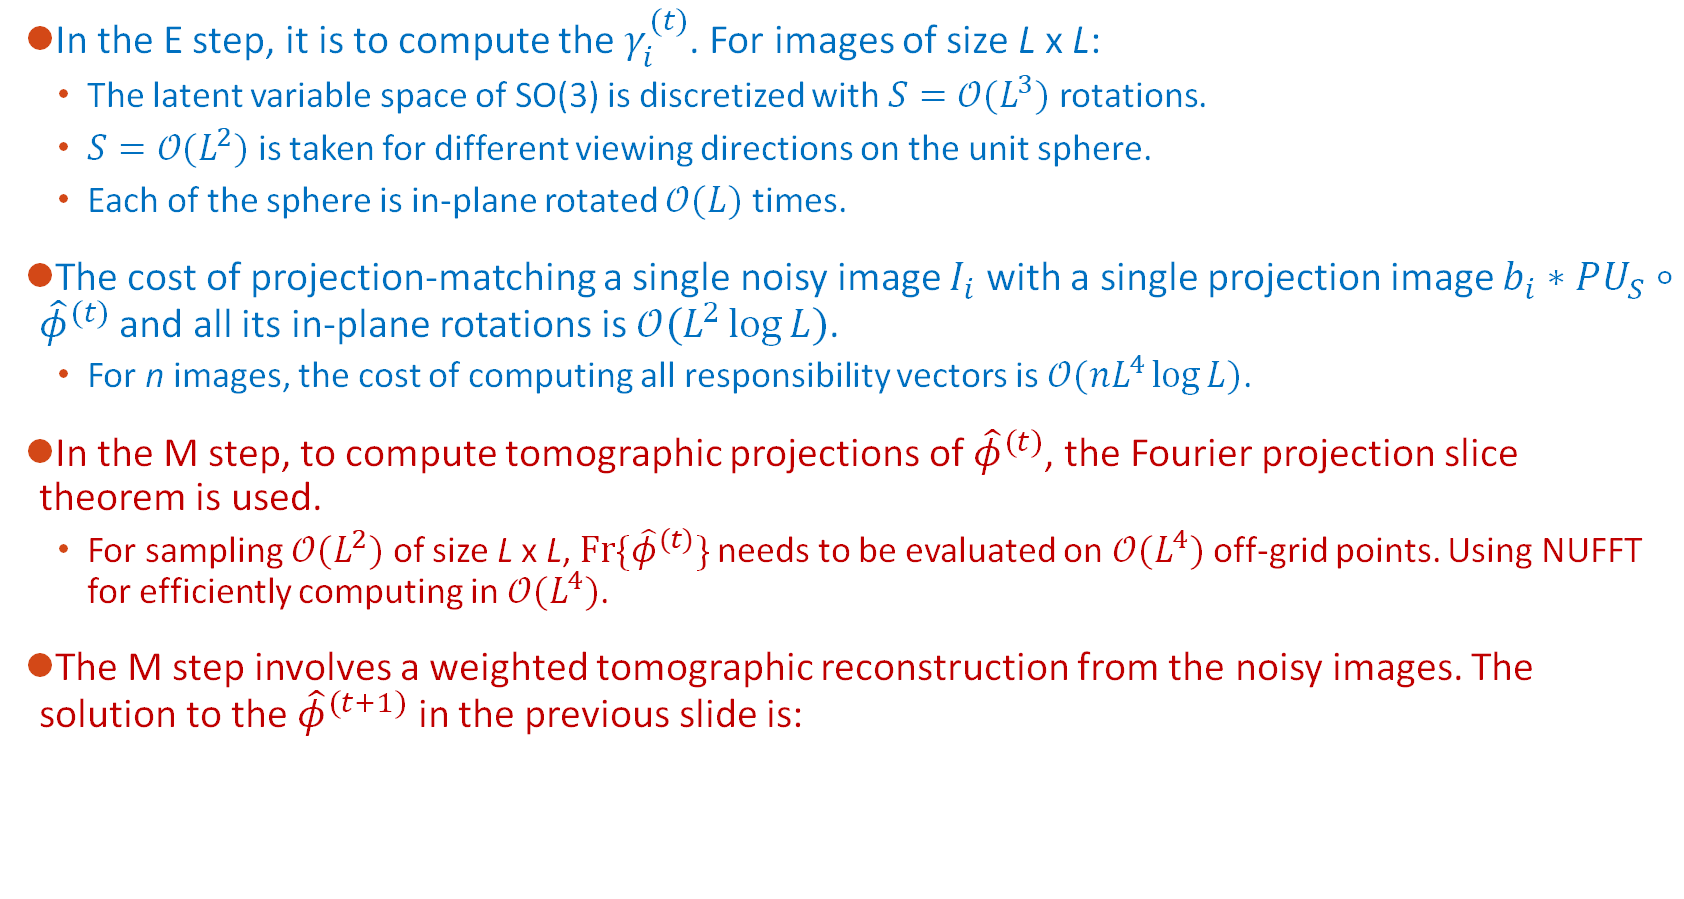 ●In the E step, it is to compute the γᵢ⁽ᵗ⁾. For images of size L x L:
• The latent variable space of SO(3) is discretized with S = 𝒪(L³) rotations.
• S = 𝒪(L²) is taken for different viewing directions on the unit sphere.
• Each of the sphere is in-plane rotated 𝒪(L) times.
●The cost of projection-matching a single noisy image Iᵢ with a single projection image bᵢ ∗ PU_S ∘
ϕ̂⁽ᵗ⁾ and all its in-plane rotations is 𝒪(L² log L).
• For n images, the cost of computing all responsibility vectors is 𝒪(nL⁴ log L).
●In the M step, to compute tomographic projections of ϕ̂⁽ᵗ⁾, the Fourier projection slice
theorem is used.
• For sampling 𝒪(L²) of size L x L, Fr{ϕ̂⁽ᵗ⁾} needs to be evaluated on 𝒪(L⁴) off-grid points. Using NUFFT
for efficiently computing in 𝒪(L⁴).
●The M step involves a weighted tomographic reconstruction from the noisy images. The
solution to the ϕ̂⁽ᵗ⁺¹⁾ in the previous slide is: